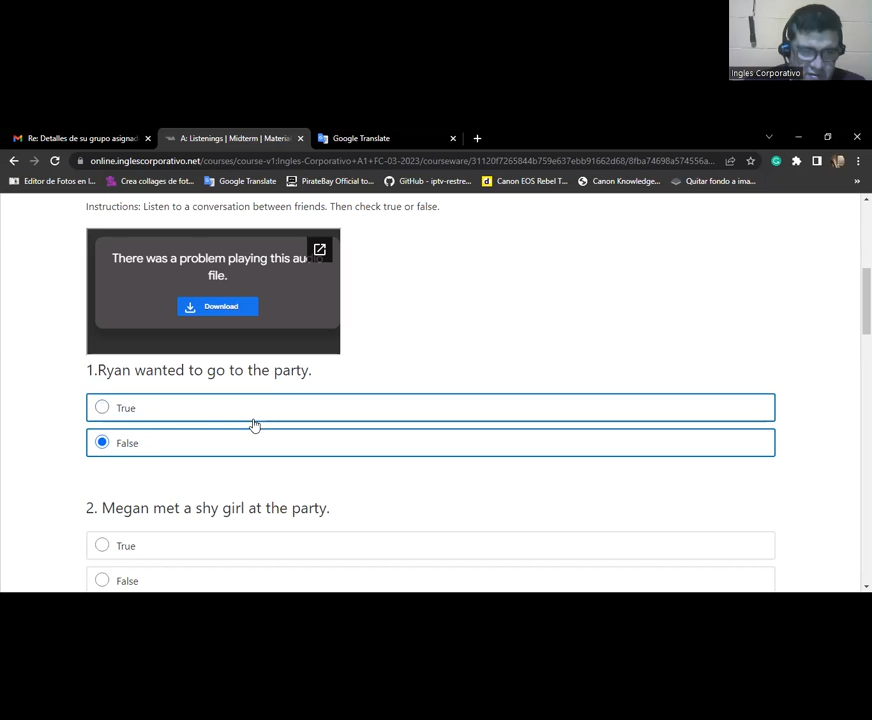 Ingles Corporativo
Re: Detalles de su grupo asignad
A: Listenings | Midterm | Materia
Google Translate
online.inglescorporativo.net/courses/course-v1:Ingles-Corporativo+A1+FC-03-2023/courseware/31120f7265844b759e637ebb91662d68/8fba74698a574556a...
Editor de Fotos en l...
Crea collages de fot...
Google Translate
PirateBay Official to...
GitHub - iptv-restre...
Canon EOS Rebel T...
Canon Knowledge...
Quitar fondo a ima...
»
Instructions: Listen to a conversation between friends. Then check true or false.
There was a problem playing this audio
file.
Download
1.Ryan wanted to go to the party.
True
False
2. Megan met a shy girl at the party.
True
False